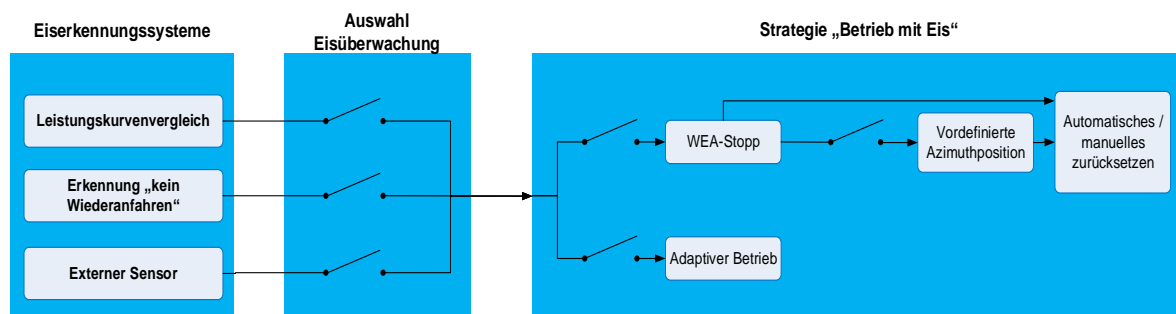 Eiserkennungssysteme
Auswahl
Eisüberwachung
Strategie „Betrieb mit Eis“
Leistungskurvenvergleich
Erkennung „kein
Wiederanfahren“
Externer Sensor
WEA-Stopp
Vordefinierte
Azimuthposition
Automatisches /
manuelles
zurücksetzen
Adaptiver Betrieb